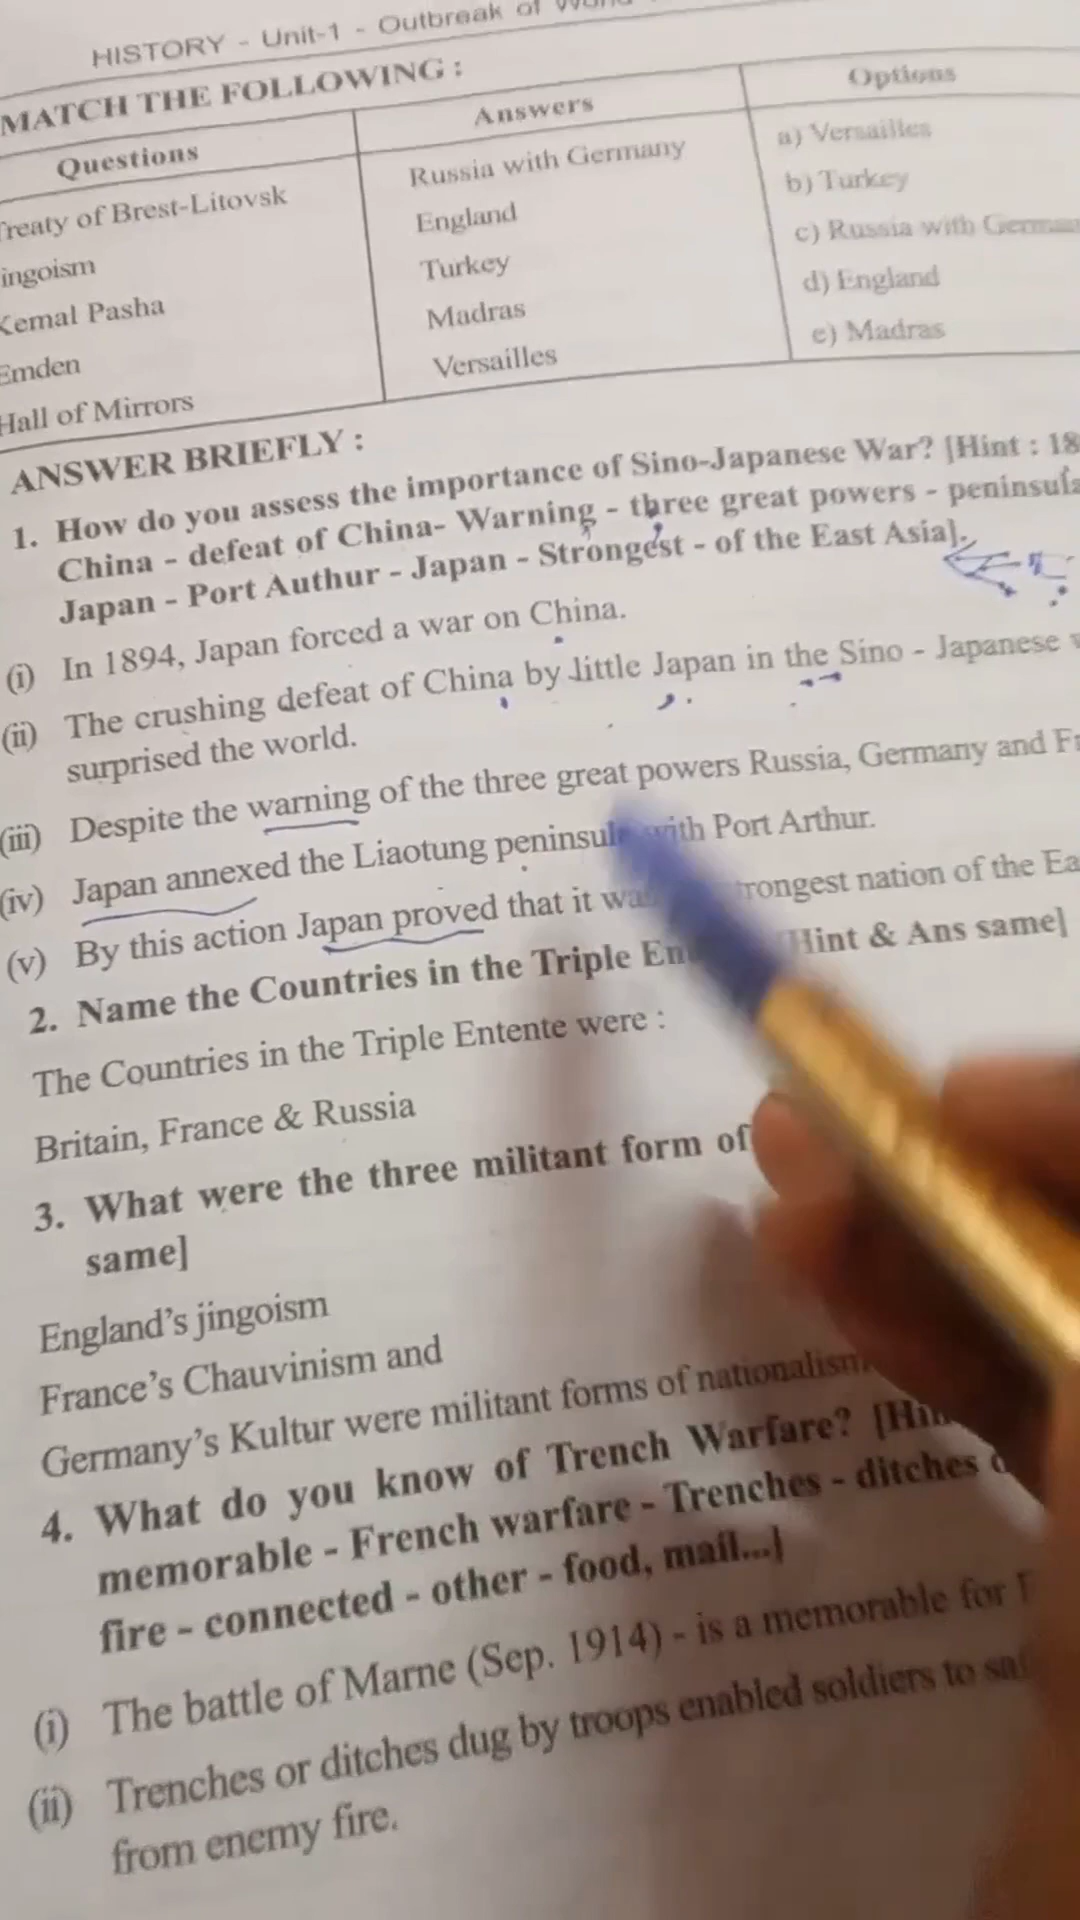 HISTORY - Unit-1 - Outbreak of
MATCH THE FOLLOWING :
Questions Answers Options
Treaty of Brest-Litovsk Russia with Germany a) Versailles
ingoism England b) Turkey
Kemal Pasha Turkey c) Russia with German
Emden Madras d) England
Hall of Mirrors Versailles e) Madras
ANSWER BRIEFLY :
1. How do you assess the importance of Sino-Japanese War? [Hint : 18
China - defeat of China- Warning - three great powers - peninsula
Japan - Port Authur - Japan - Strongest - of the East Asia].
(i) In 1894, Japan forced a war on China.
(ii) The crushing defeat of China by little Japan in the Sino - Japanese
surprised the world.
(iii) Despite the warning of the three great powers Russia, Germany and Fr
(iv) Japan annexed the Liaotung peninsula with Port Arthur.
(v) By this action Japan proved that it was strongest nation of the Ea
2. Name the Countries in the Triple Hint & Ans same]
The Countries in the Triple Entente were :
Britain, France & Russia
3. What were the three militant form of
same]
England's jingoism
France's Chauvinism and
Germany's Kultur were militant forms of nationalism
4. What do you know of Trench Warfare? [Hin
memorable - French warfare - Trenches - ditches
fire - connected - other - food, mail...]
(i) The battle of Marne (Sep. 1914) - is a memorable for
(ii) Trenches or ditches dug by troops enabled soldiers to
from enemy fire.